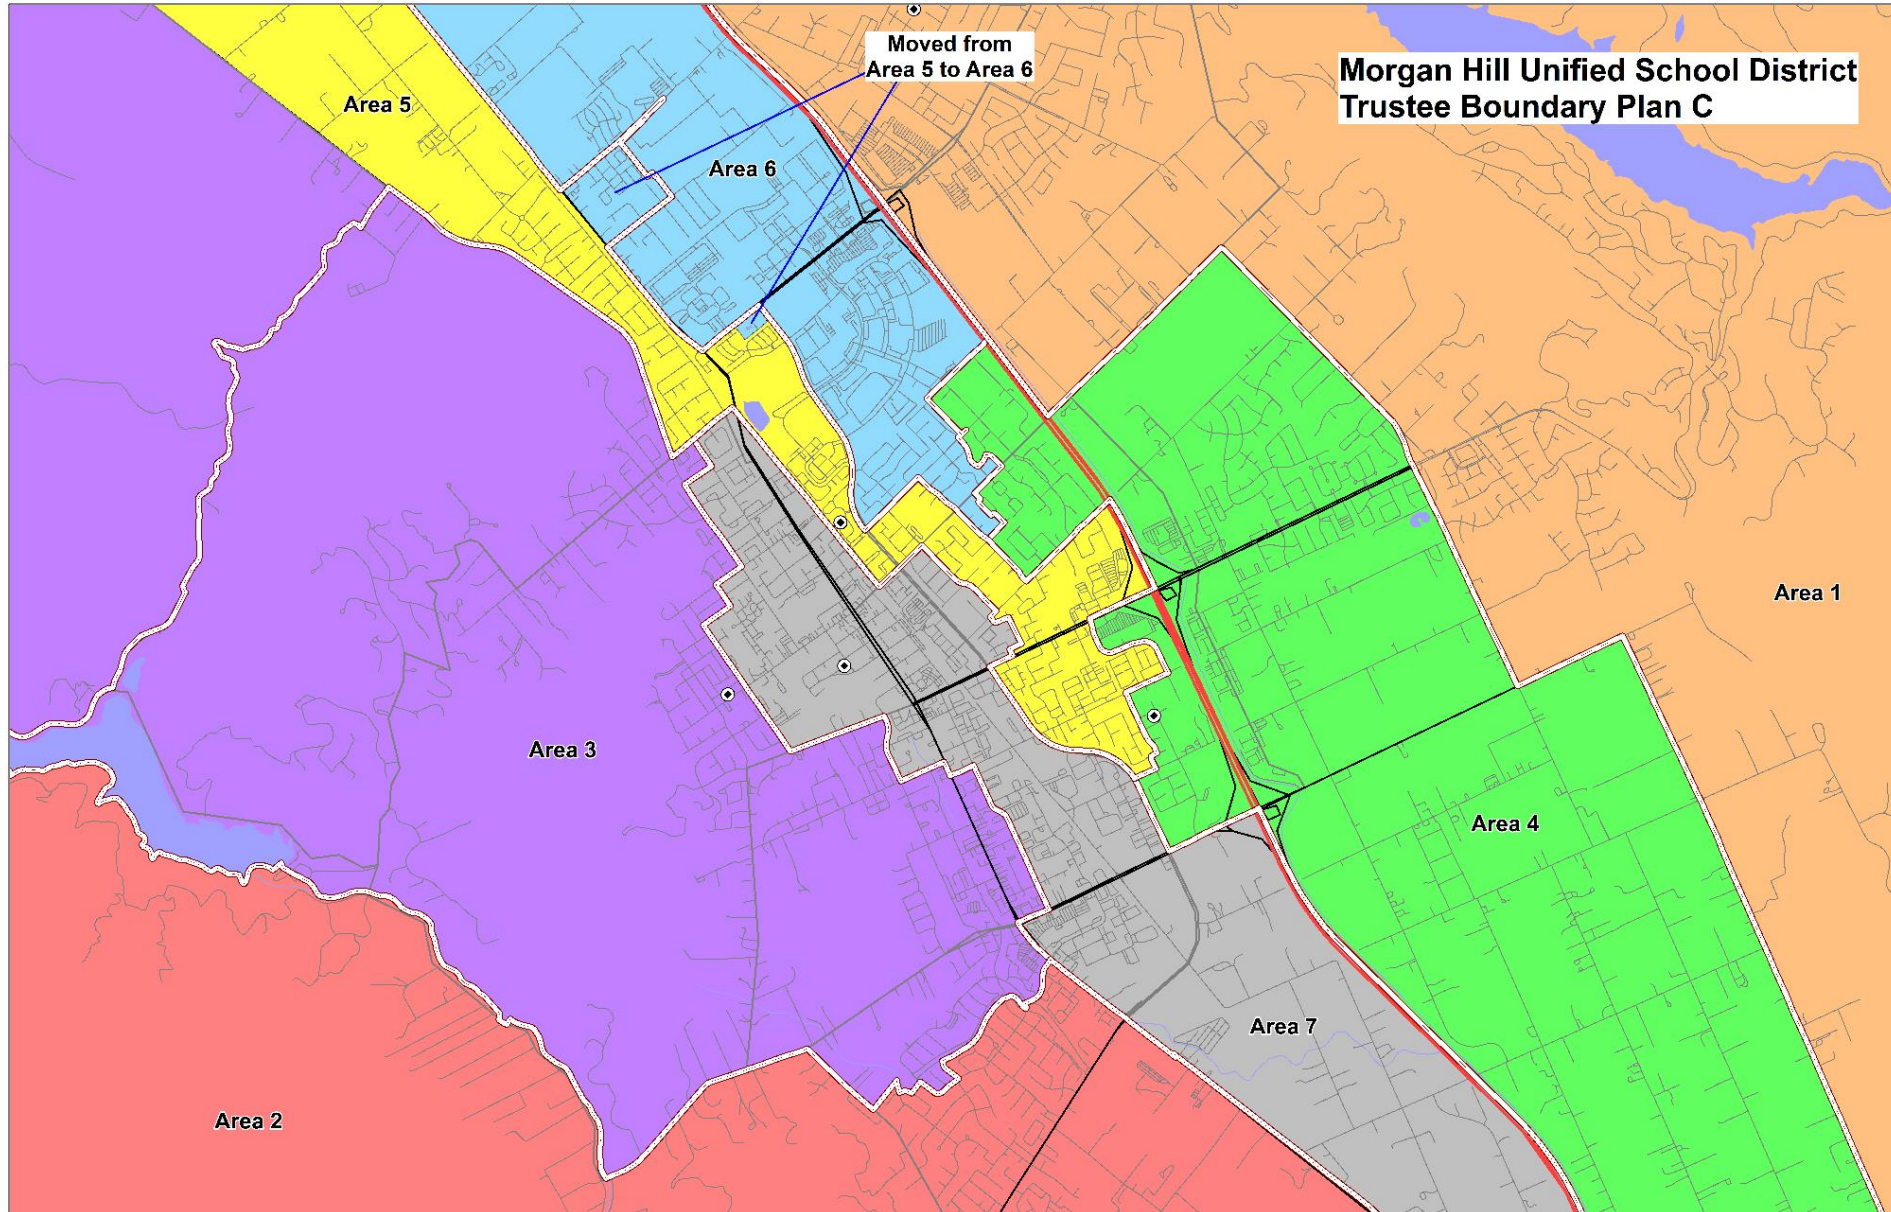 Moved from
Area 5 to Area 6
Morgan Hill Unified School District
Trustee Boundary Plan C
Area 5
Area 6
Area 1
Area 3
Area 4
Area 7
Area 2